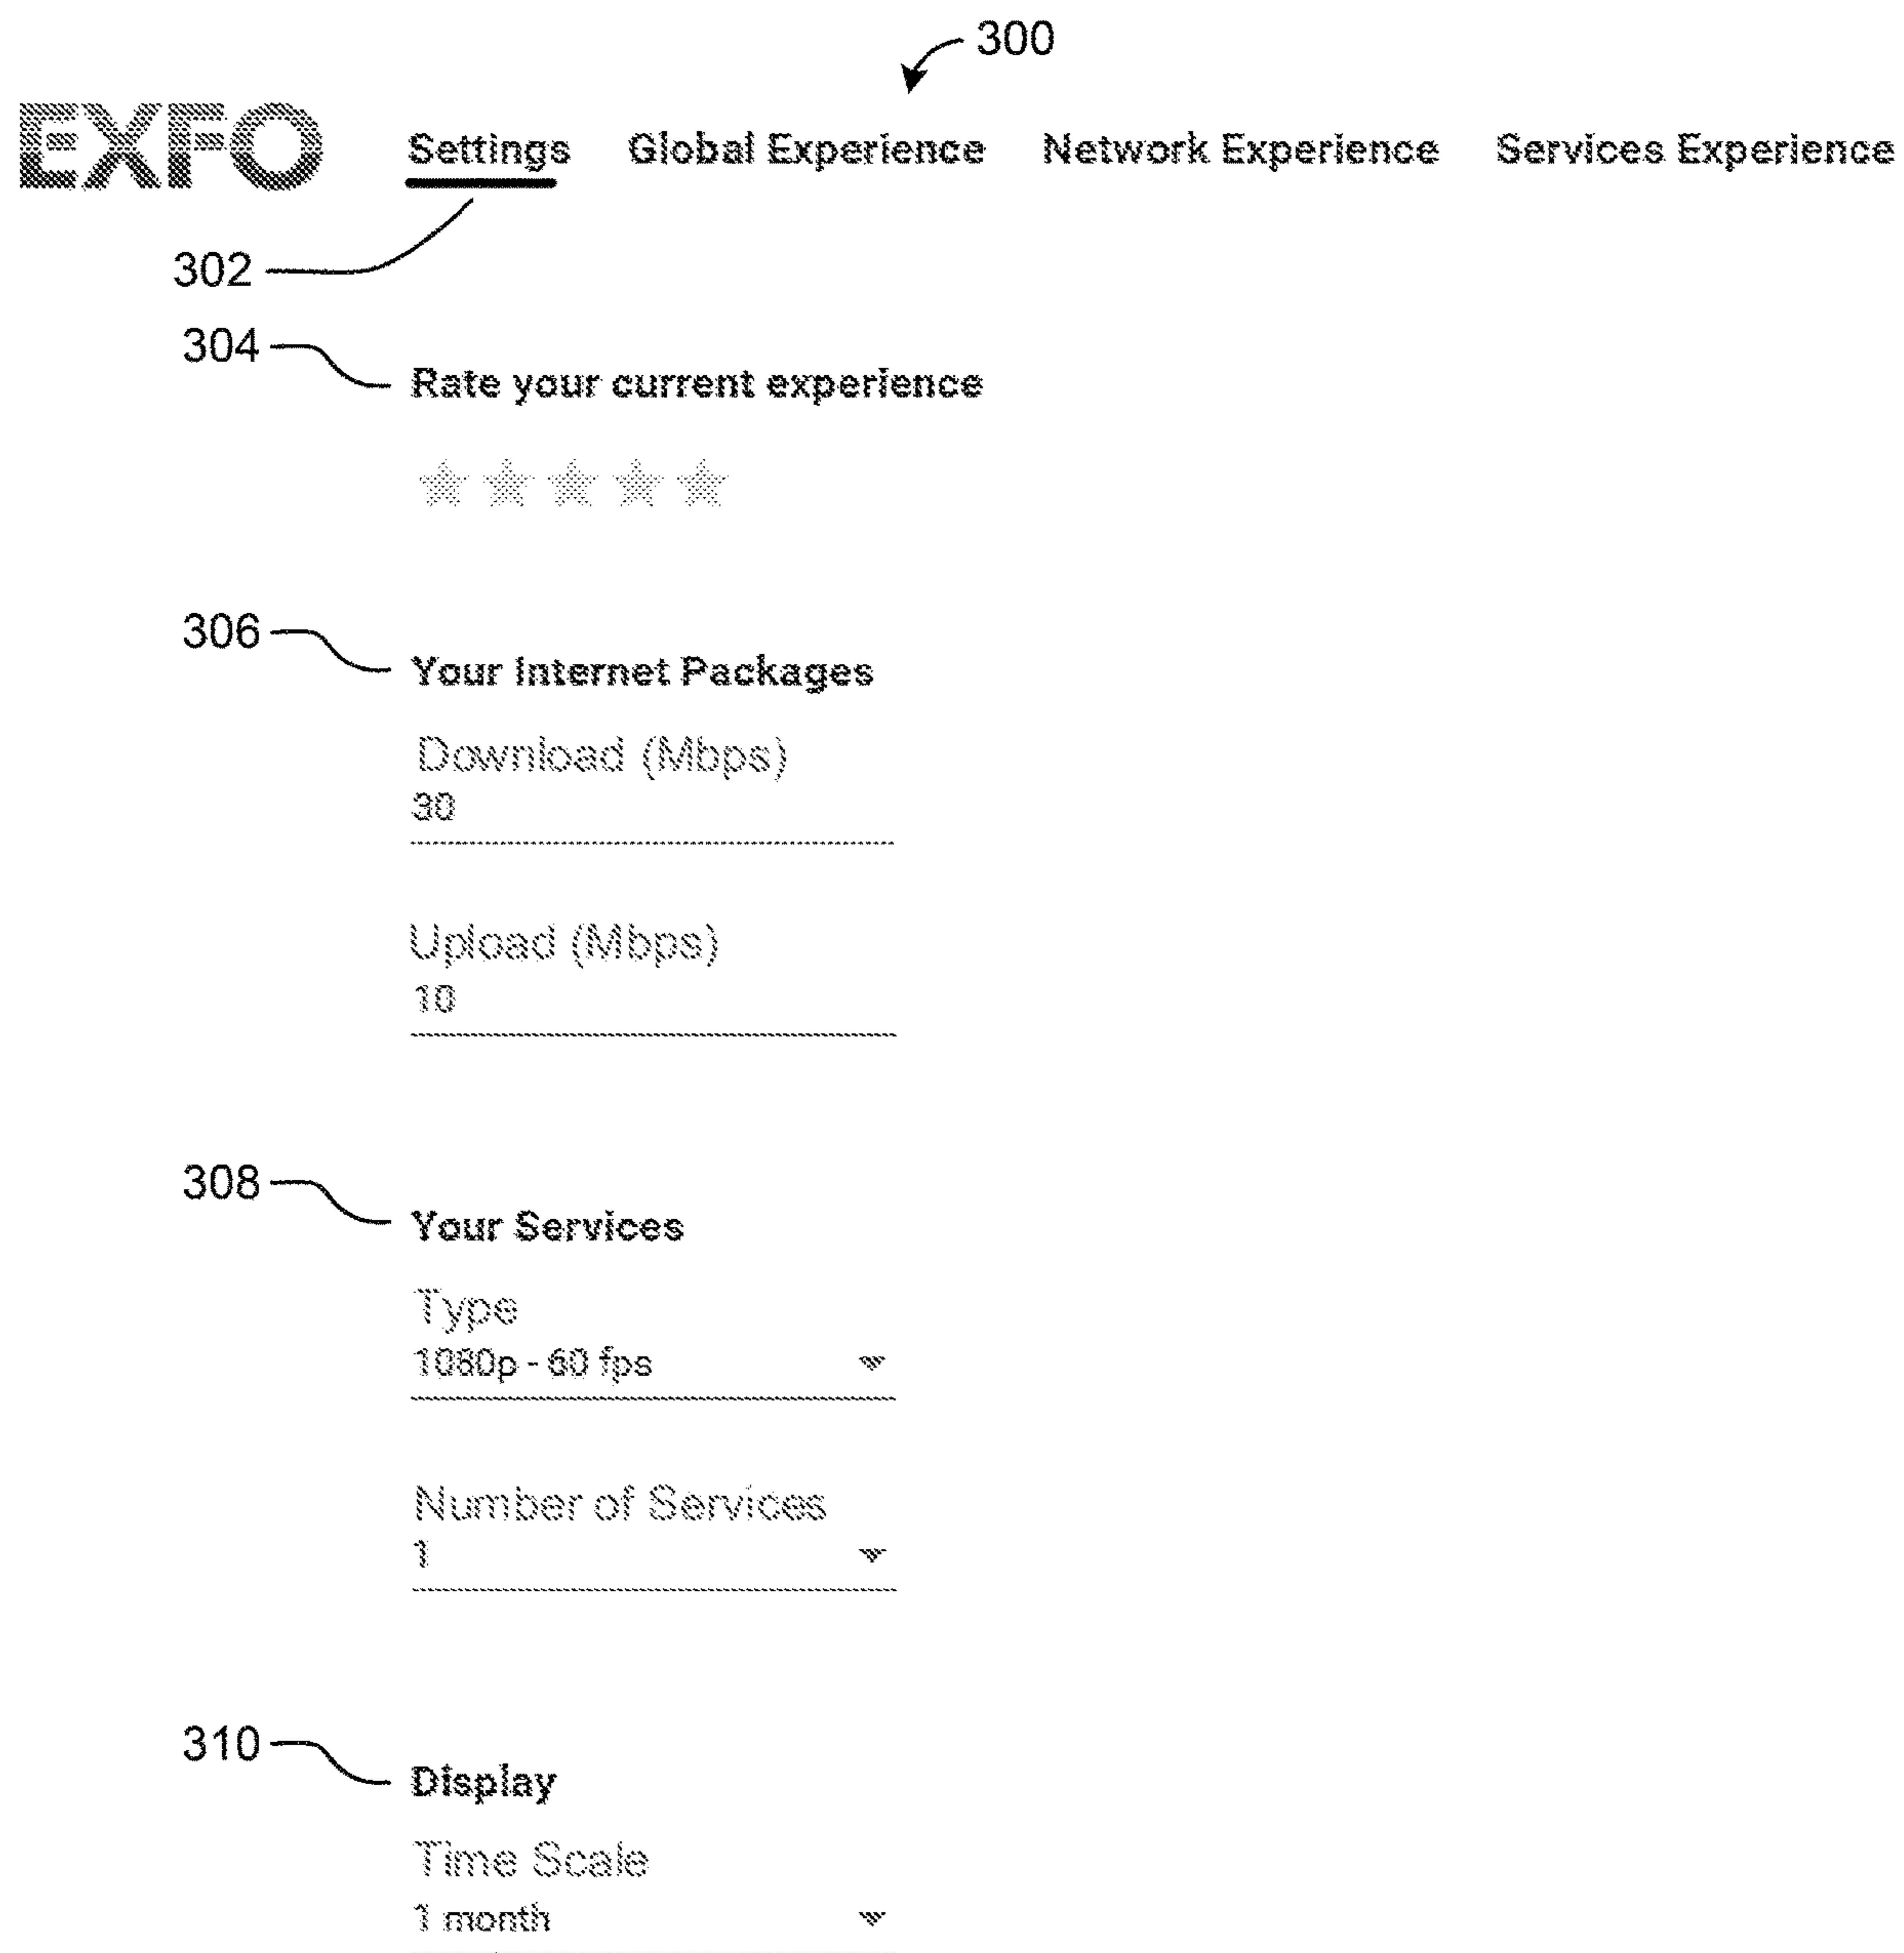 300
EXFO Settings Global Experience Network Experience Services Experience
302
304
Rate your current experience
306
Your Internet Packages
Download (Mbps)
30
Upload (Mbps)
10
308
Your Services
Type
1080p - 60 fps
Number of Services
1
310
Display
Time Scale
1 month